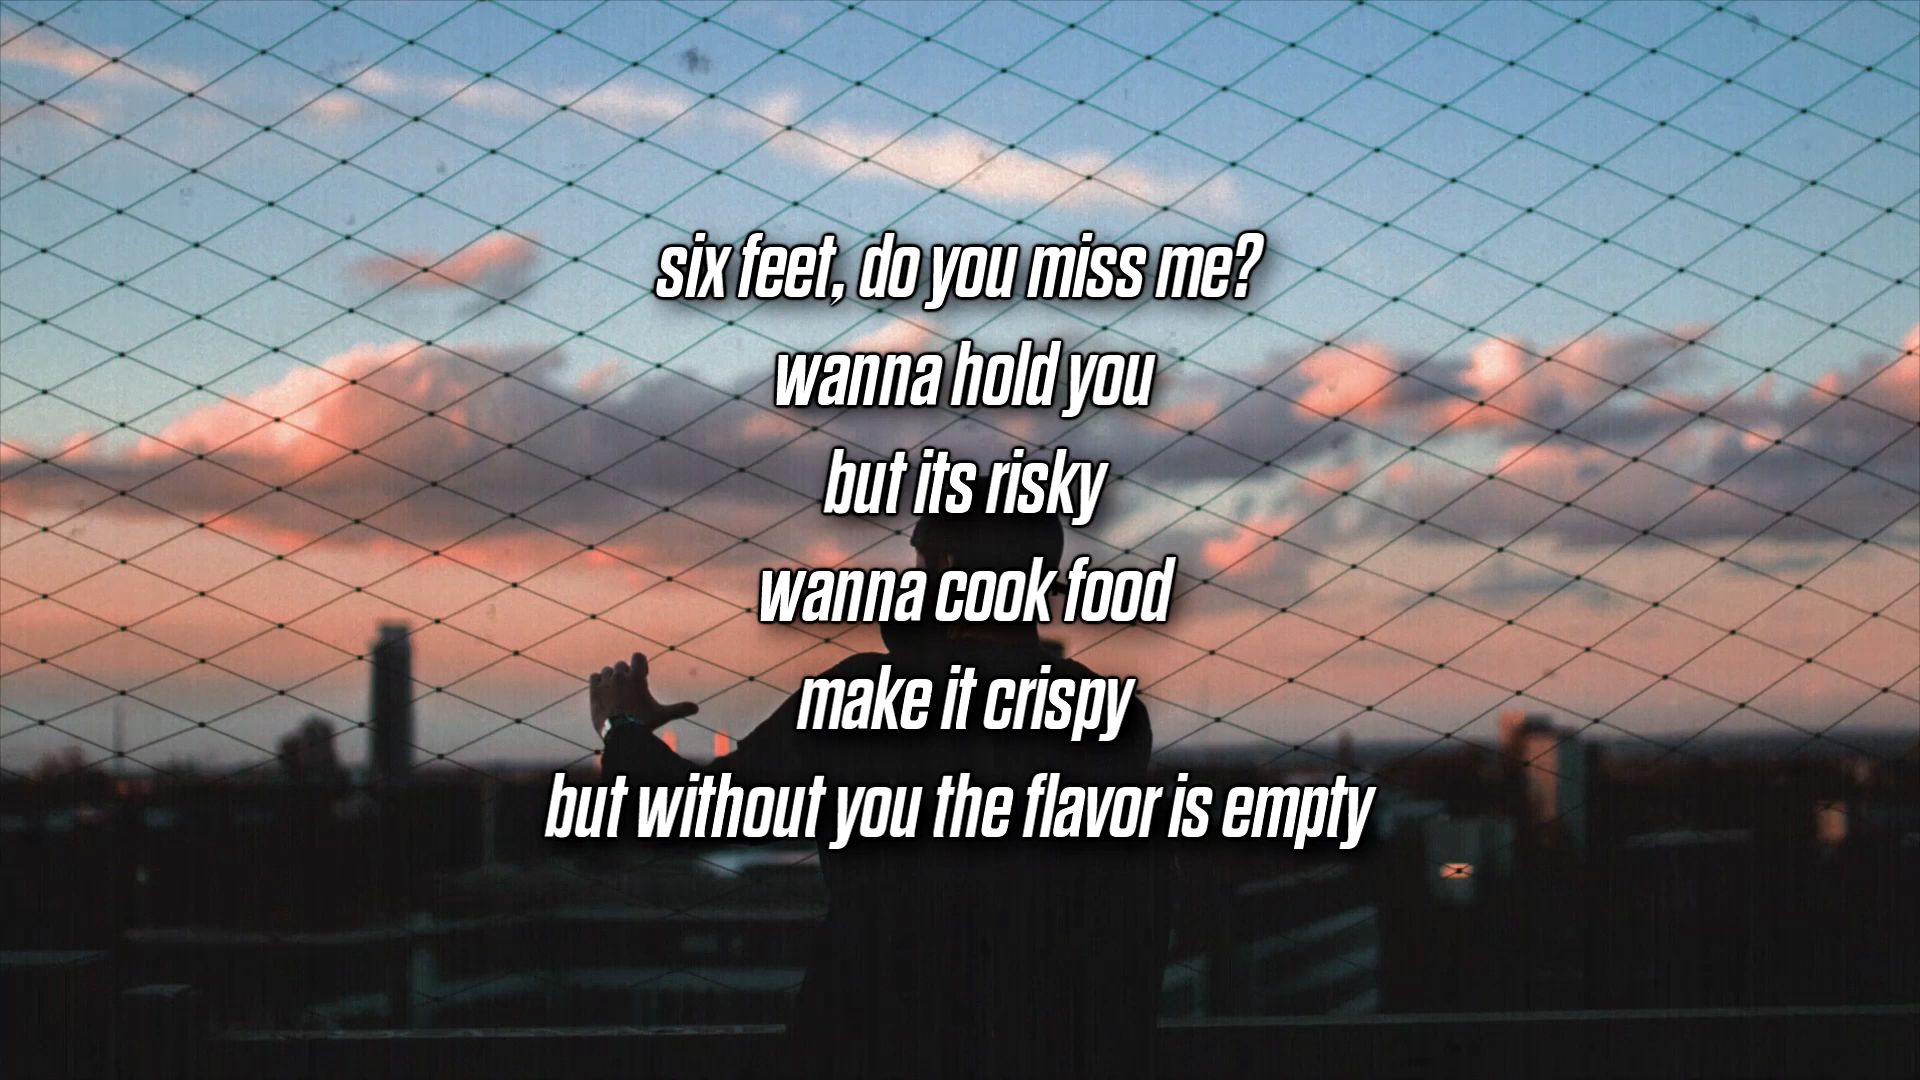 six feet, do you miss me?
wanna hold you
but its risky
wanna cook food
make it crispy
but without you the flavor is empty